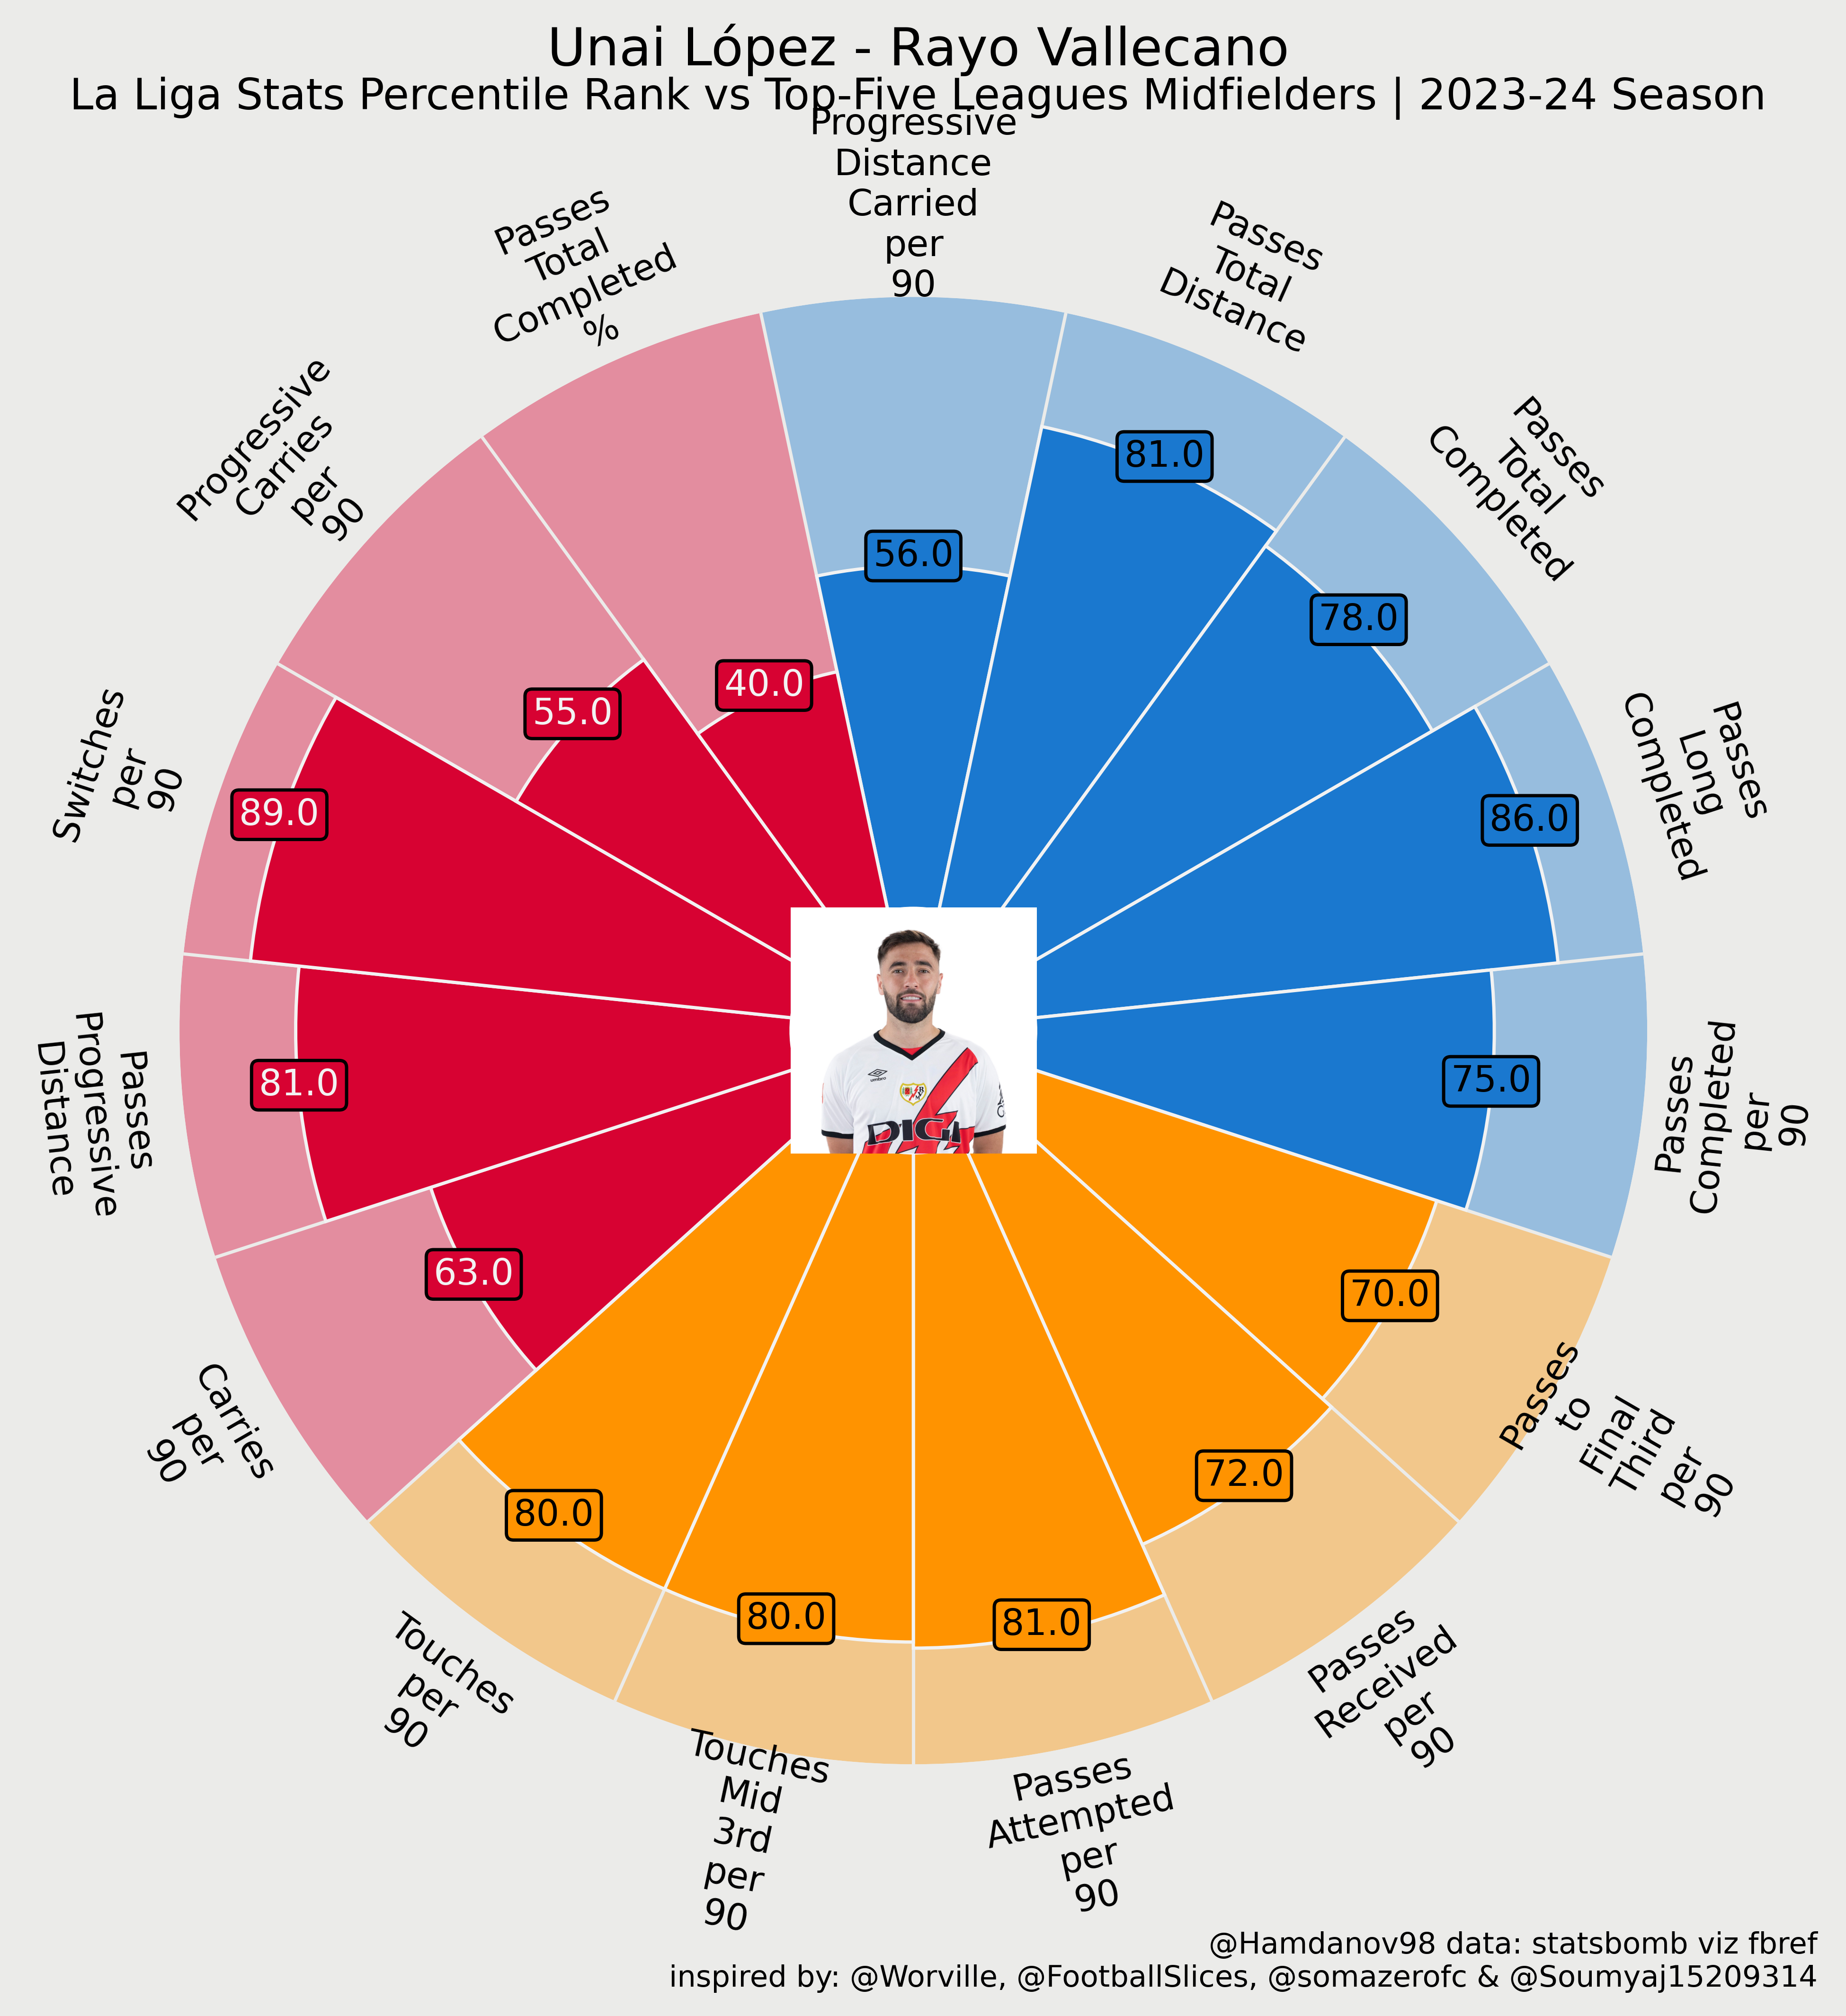 Unai López - Rayo Vallecano
La Liga Stats Percentile Rank vs Top-Five Leagues Midfielders | 2023-24 Season
Progressive
Distance
Carried
per
90
56.0
Passes
Total
Distance
81.0
Passes
Total
Completed
78.0
Passes
Long
Completed
86.0
Passes
Completed
per
90
75.0
Passes
to
Final
Third
per
90
70.0
Passes
Received
per
90
72.0
Passes
Attempted
per
90
81.0
Touches
Mid
3rd
per
90
80.0
Touches
per
90
80.0
Carries
per
90
63.0
Passes
Progressive
Distance
81.0
Switches
per
90
89.0
Progressive
Carries
per
90
55.0
Passes
Total
Completed
%
40.0
umbro
DIGI
@Hamdanov98 data: statsbomb viz fbref
inspired by: @Worville, @FootballSlices, @somazerofc & @Soumyaj15209314